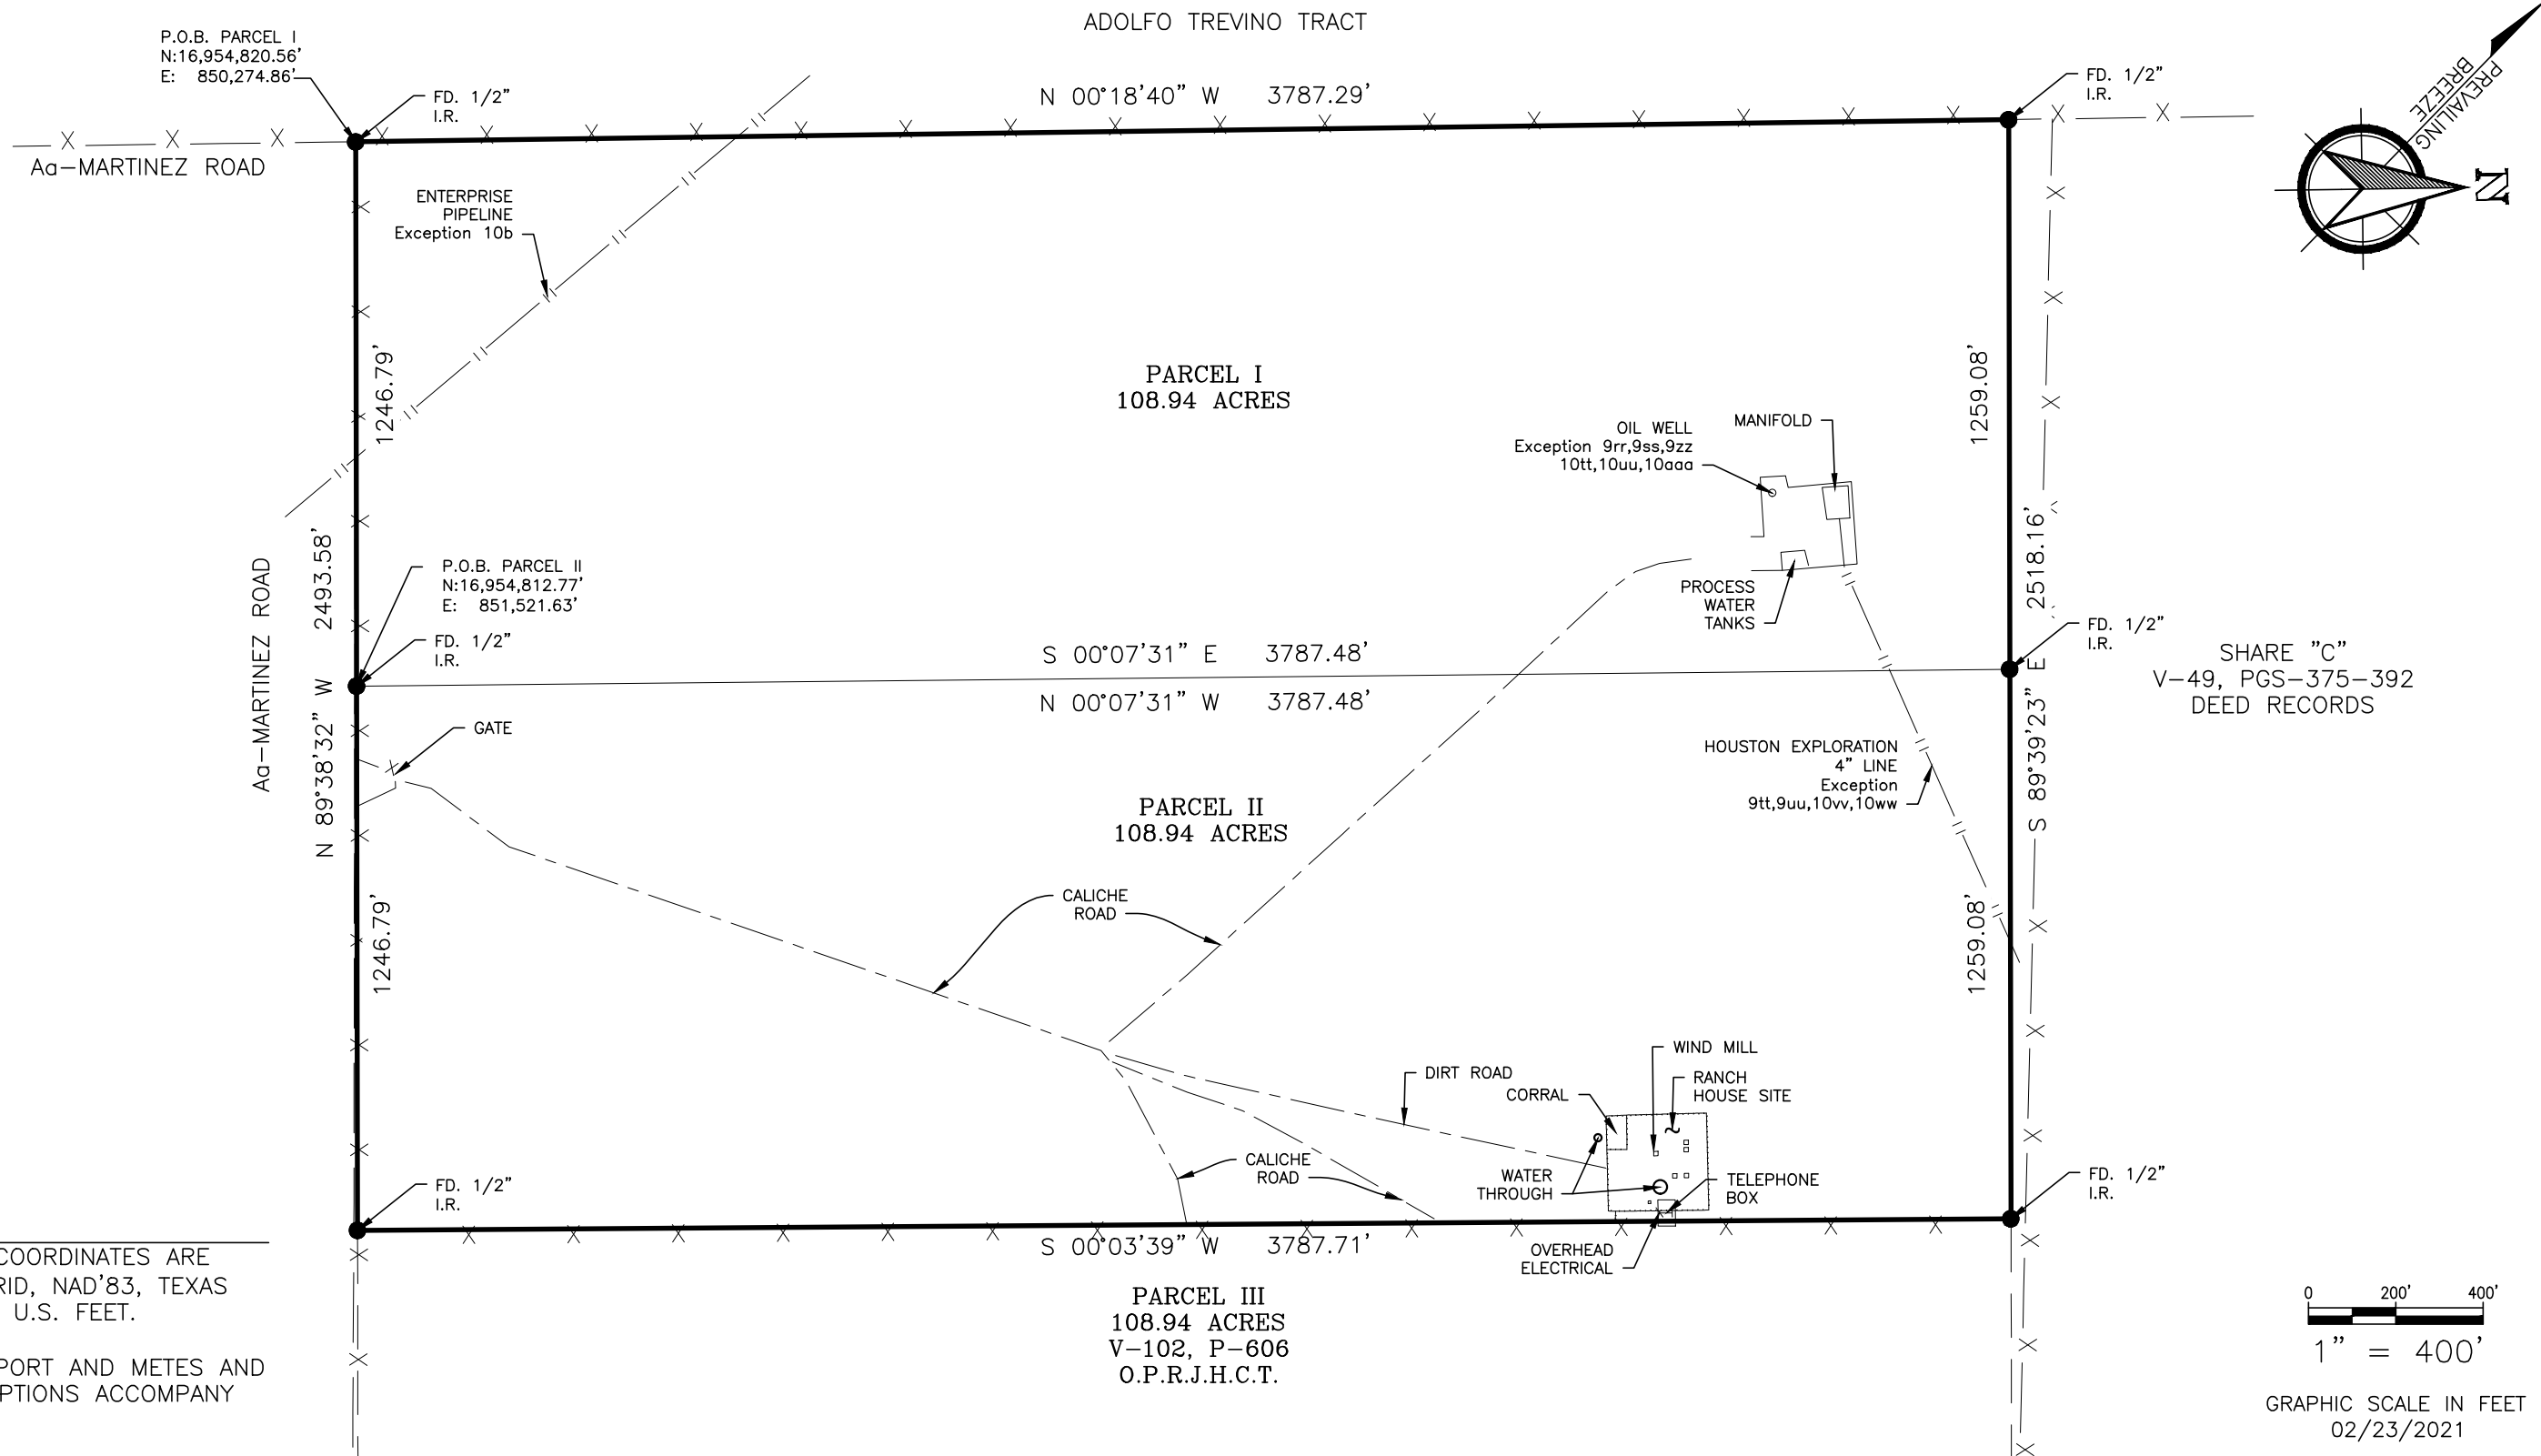 ADOLFO TREVINO TRACT
P.O.B. PARCEL I
N:16,954,820.56'
E: 850,274.86'
FD. 1/2"
I.R.
N 00°18'40" W 3787.29'
FD. 1/2"
I.R.
PREVAILING
BREEZE
N
Aa-MARTINEZ ROAD
ENTERPRISE
PIPELINE
Exception 10b
1246.79'
PARCEL I
108.94 ACRES
1259.08'
OIL WELL
Exception 9rr,9ss,9zz
10tt,10uu,10aaa
MANIFOLD
PROCESS
WATER
TANKS
Aa-MARTINEZ ROAD
N 89°38'32" W 2493.58'
P.O.B. PARCEL II
N:16,954,812.77'
E: 851,521.63'
FD. 1/2"
I.R.
S 00°07'31" E 3787.48'
N 00°07'31" W 3787.48'
S 89°39'23" E 2518.16'
FD. 1/2"
I.R.
SHARE "C"
V-49, PGS-375-392
DEED RECORDS
GATE
HOUSTON EXPLORATION
4" LINE
Exception
9tt,9uu,10vv,10ww
PARCEL II
108.94 ACRES
CALICHE
ROAD
1246.79'
1259.08'
WIND MILL
DIRT ROAD
CORRAL
RANCH
HOUSE SITE
CALICHE
ROAD
WATER
THROUGH
TELEPHONE
BOX
FD. 1/2"
I.R.
FD. 1/2"
I.R.
S 00°03'39" W 3787.71'
OVERHEAD
ELECTRICAL
COORDINATES ARE
RID, NAD'83, TEXAS
U.S. FEET.
PORT AND METES AND
PTIONS ACCOMPANY
PARCEL III
108.94 ACRES
V-102, P-606
O.P.R.J.H.C.T.
0 200' 400'
1" = 400'
GRAPHIC SCALE IN FEET
02/23/2021